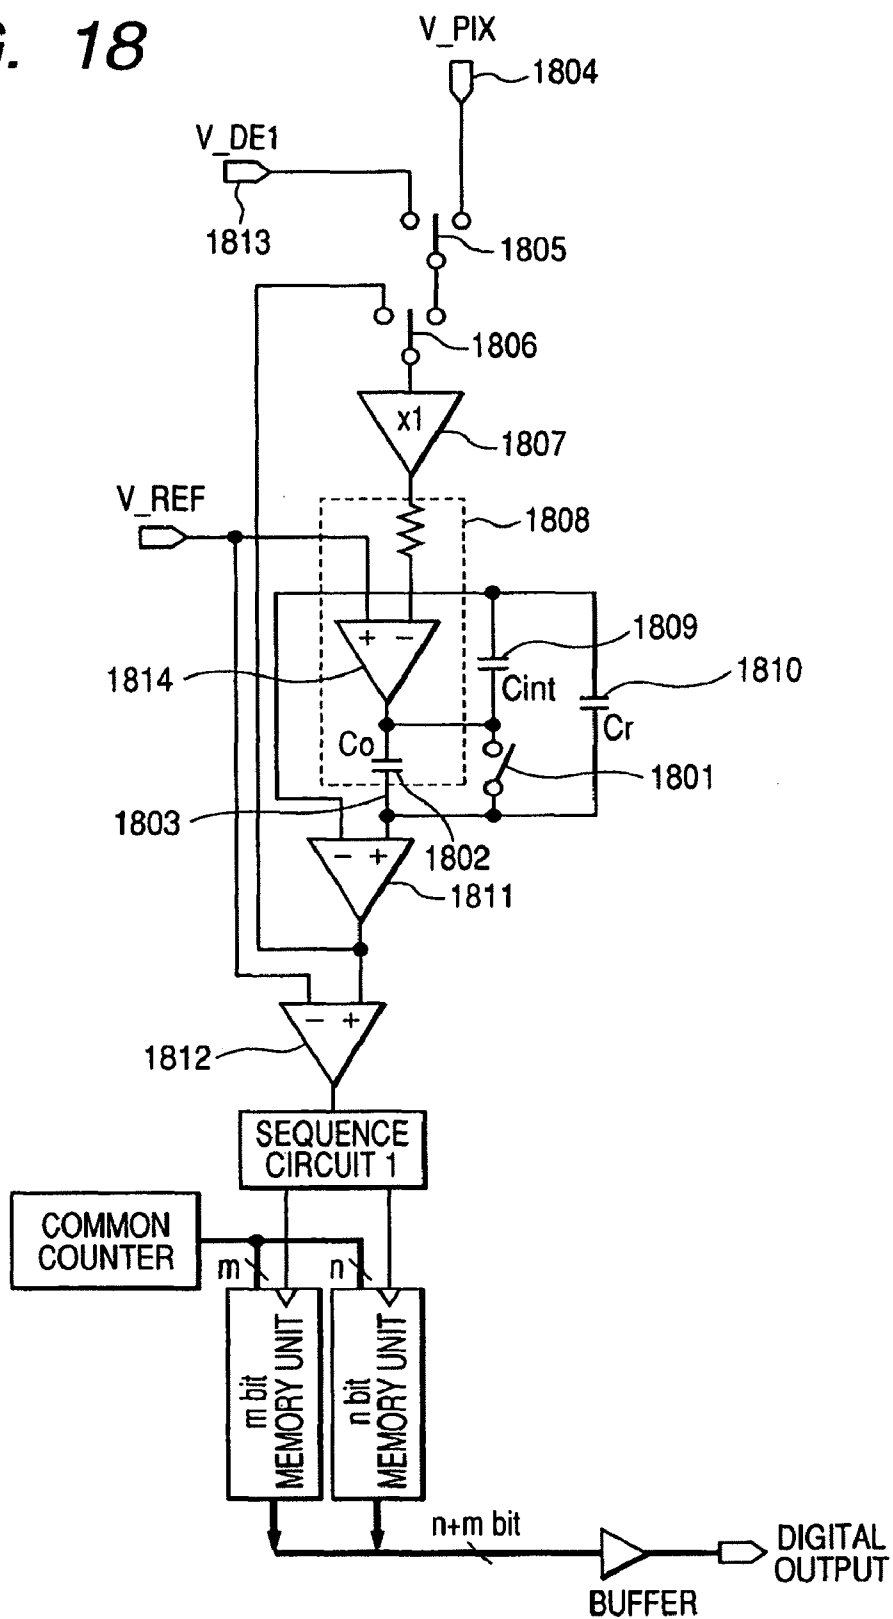 G. 18
V_PIX
1804
V_DE1
1813
1805
1806
x1
1807
V_REF
1808
+ −
1814
1809
Cint
1810
Cr
Co
1801
1803
1802
− +
1811
− +
1812
SEQUENCE
CIRCUIT 1
COMMON
COUNTER
m
n
m bit
MEMORY UNIT
n bit
MEMORY UNIT
n+m bit
BUFFER
DIGITAL
OUTPUT